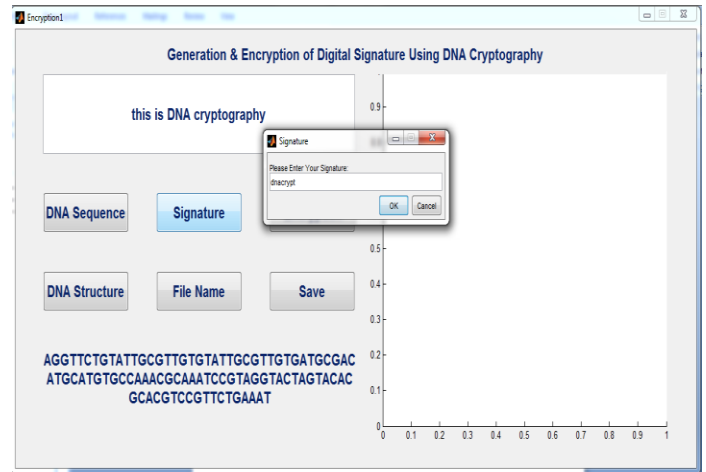 Encryption1
Generation & Encryption of Digital Signature Using DNA Cryptography
this is DNA cryptography
Signature
Please Enter Your Signature:
dnacrypt
OK Cancel
DNA Sequence Signature
DNA Structure File Name Save
AGGTTCTGTATTGCGTTGTGTATTGCGTTGTGATGCGAC
ATGCATGTGCCAAACGCAAATCCGTAGGTACTAGTACAC
GCACGTCCGTTCTGAAAT
0.9
0.5
0.4
0.3
0.2
0.1
0
0 0.1 0.2 0.3 0.4 0.5 0.6 0.7 0.8 0.9 1